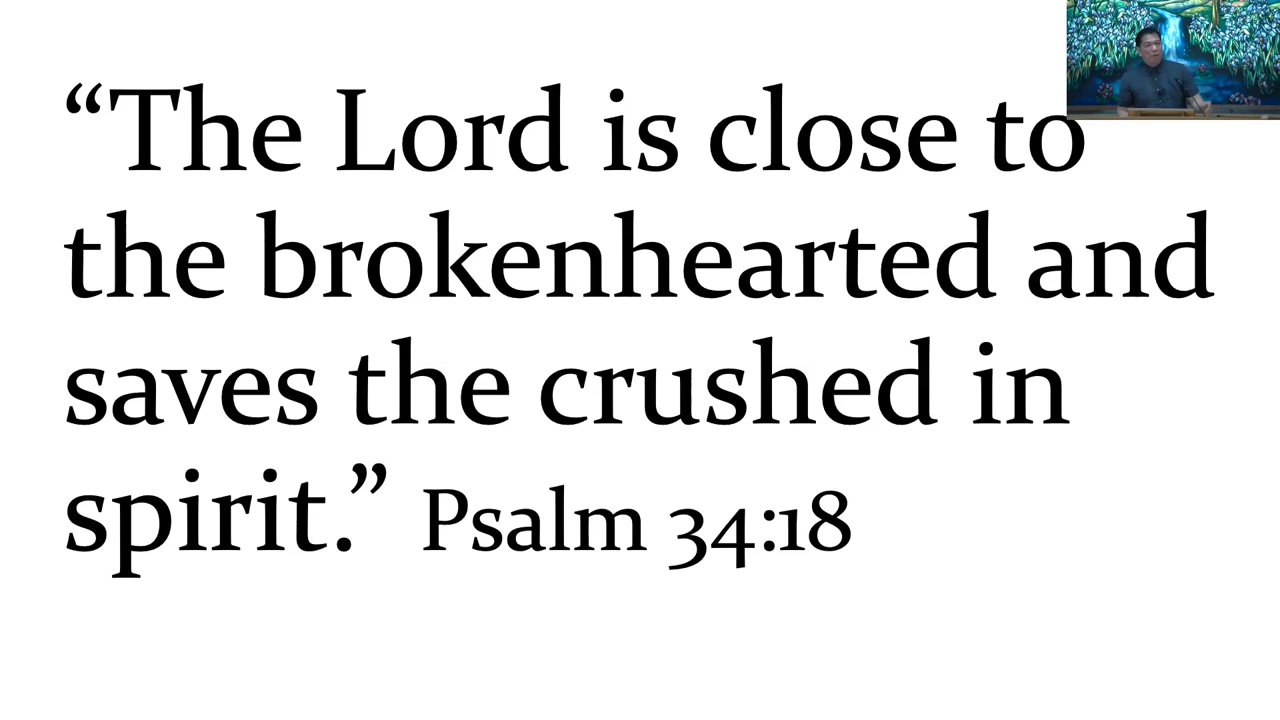 “The Lord is close to
the brokenhearted and
saves the crushed in
spirit.” Psalm 34:18